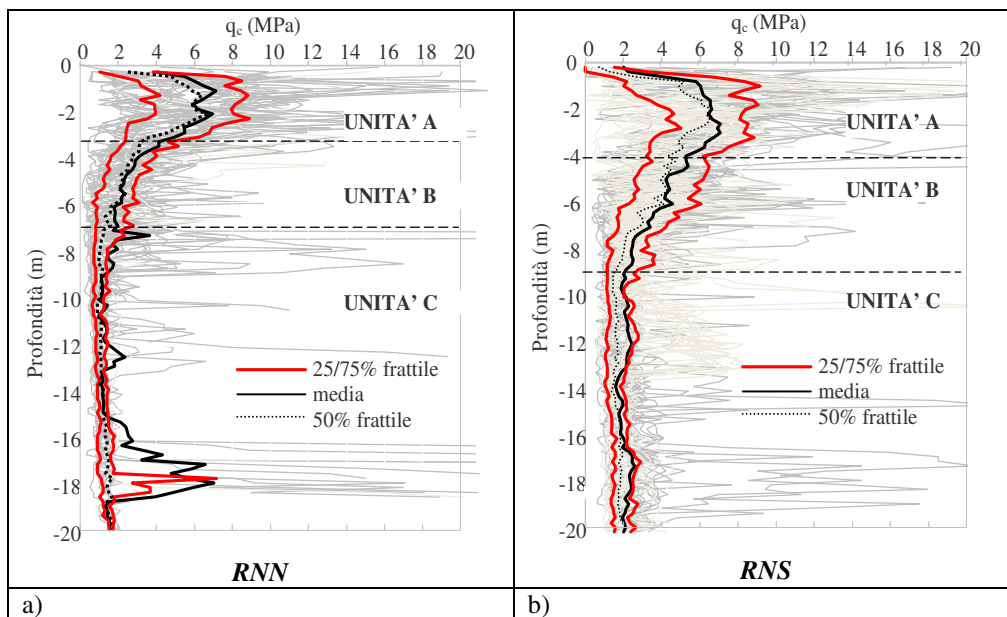 q_c (MPa)
0 2 4 6 8 10 12 14 16 18 20
0
-2
-4
-6
-8
-10
-12
-14
-16
-18
-20
Profondità (m)
UNITA' A
UNITA' B
UNITA' C
25/75% frattile
media
50% frattile
RNN
a)
q_c (MPa)
0 2 4 6 8 10 12 14 16 18 20
0
-2
-4
-6
-8
-10
-12
-14
-16
-18
-20
Profondità (m)
UNITA' A
UNITA' B
UNITA' C
25/75% frattile
media
50% frattile
RNS
b)